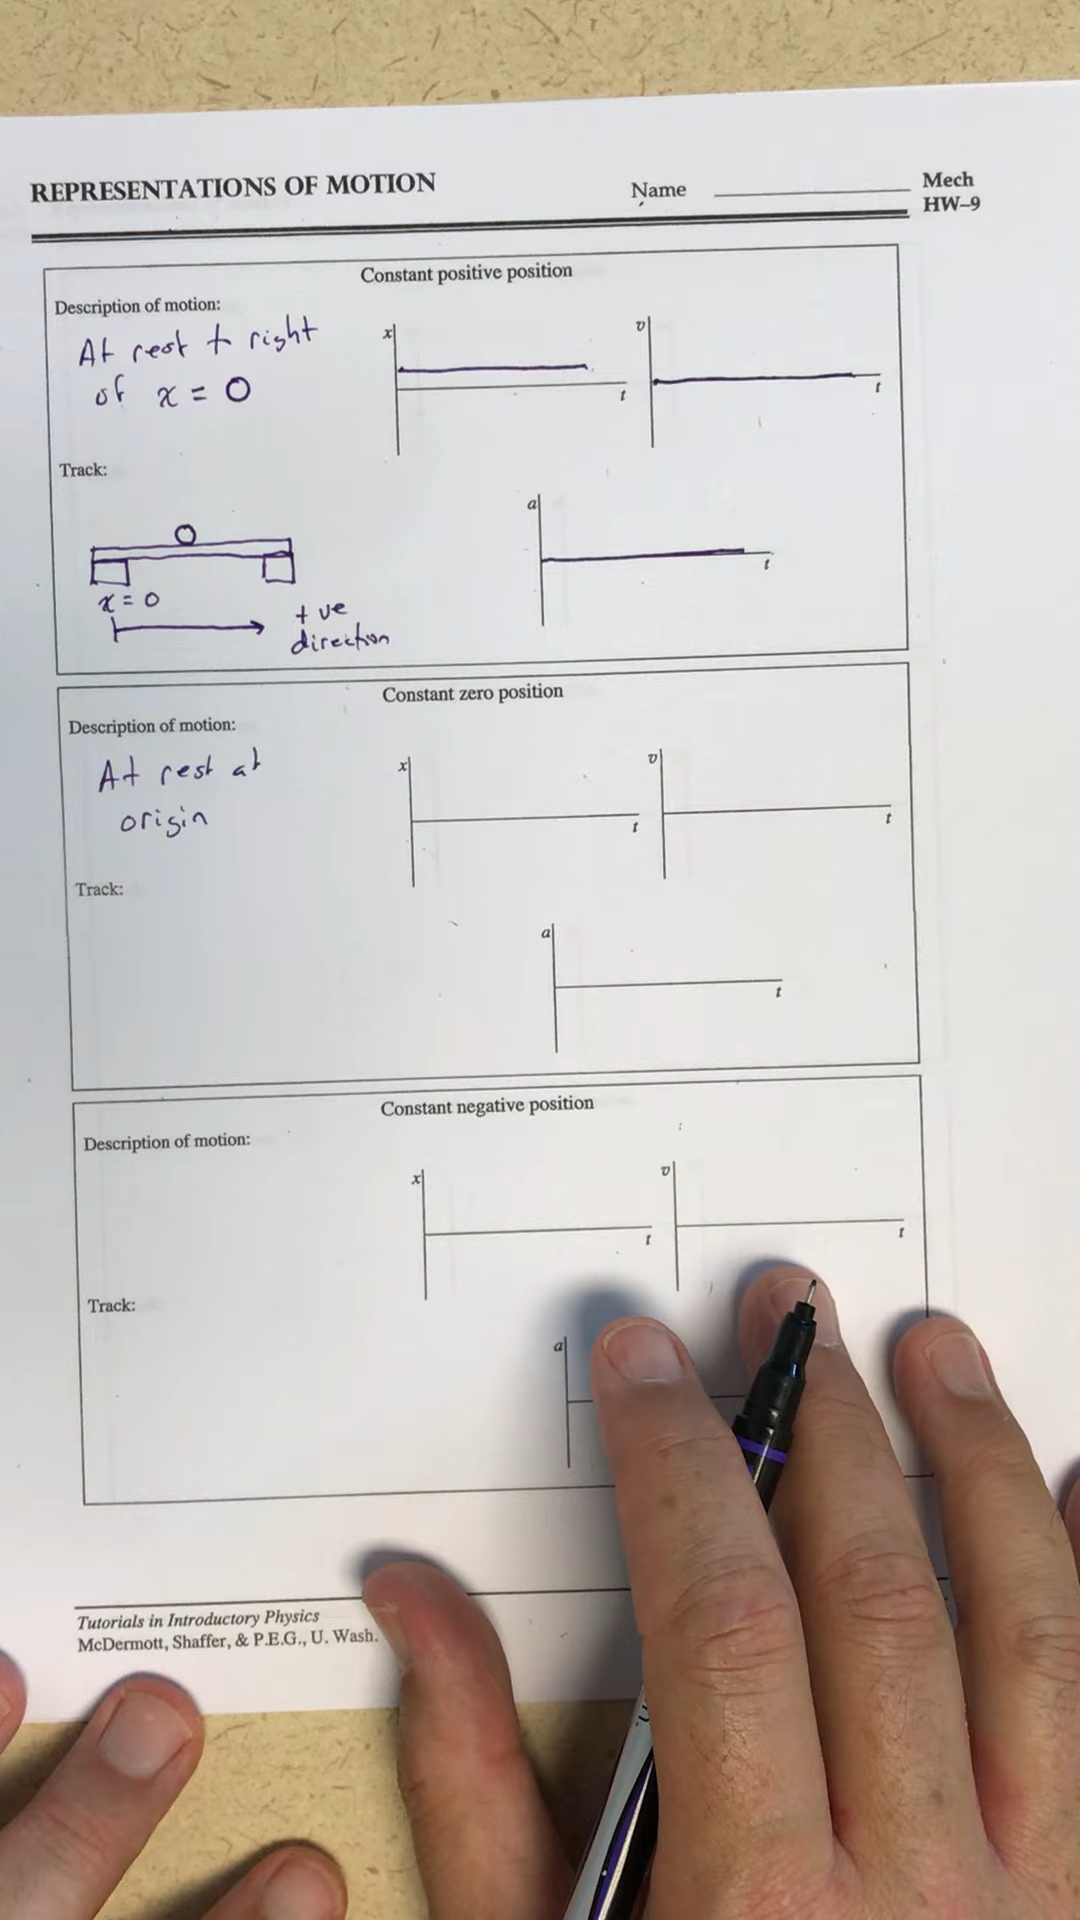 REPRESENTATIONS OF MOTION
Name
Mech
HW–9
Constant positive position
Description of motion:
At rest + right
of x = 0
x
t
v
t
Track:
a
t
x = 0
+ ve
direction
Constant zero position
Description of motion:
At rest at
origin
x
t
v
t
Track:
a
t
Constant negative position
Description of motion:
x
t
v
t
Track:
a
Tutorials in Introductory Physics
McDermott, Shaffer, & P.E.G., U. Wash.